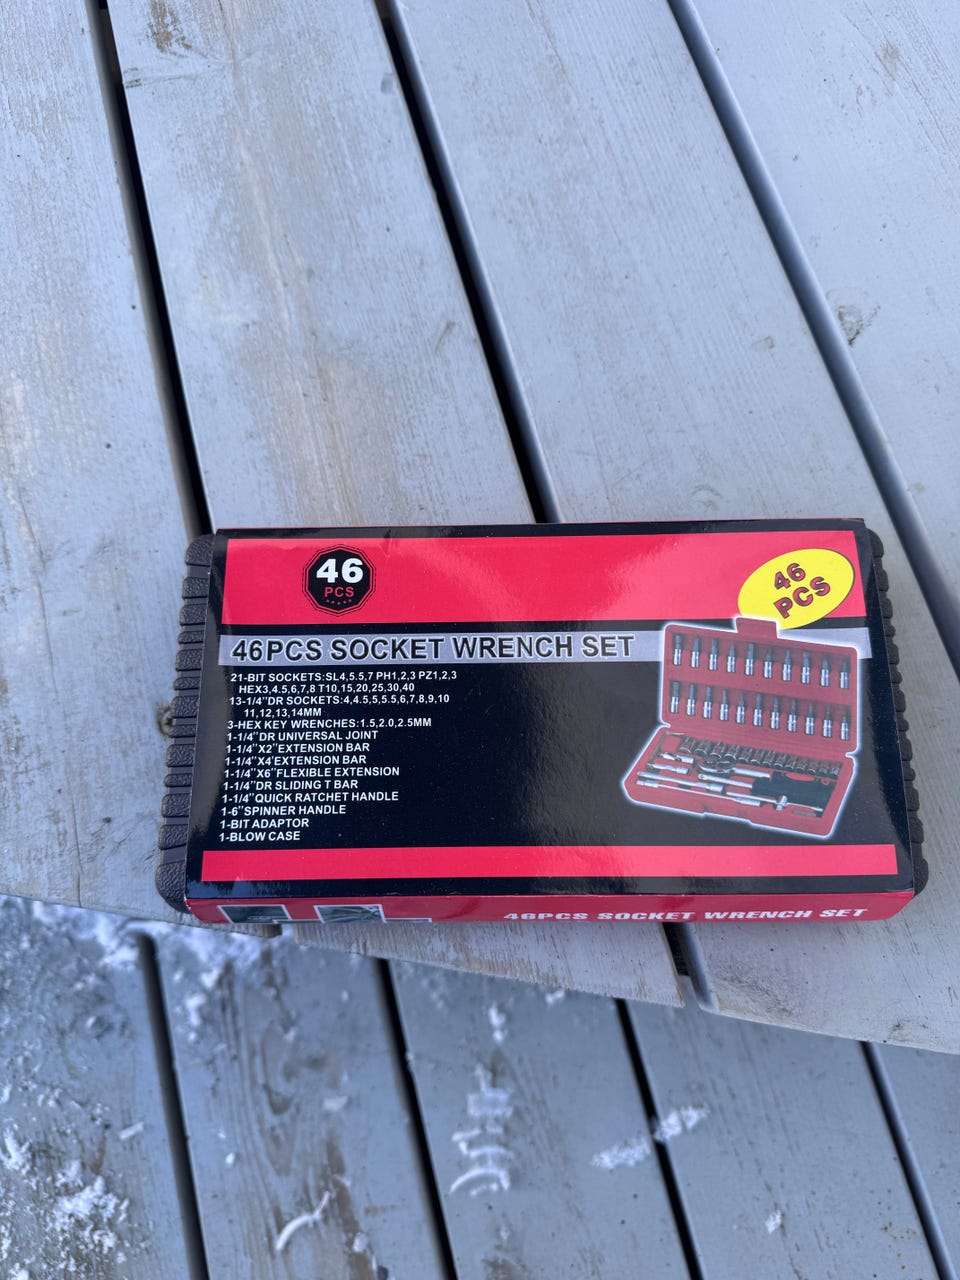 46
PCS
46
PCS
46PCS SOCKET WRENCH SET
21-BIT SOCKETS:SL4,5.5,7 PH1,2,3 PZ1,2,3
HEX3,4,5,6,7,8 T10,15,20,25,30,40
13-1/4"DR SOCKETS:4,4.5,5,5.5,6,7,8,9,10
11,12,13,14MM
3-HEX KEY WRENCHES:1.5,2.0,2.5MM
1-1/4"DR UNIVERSAL JOINT
1-1/4"X2"EXTENSION BAR
1-1/4"X4'EXTENSION BAR
1-1/4"X6"FLEXIBLE EXTENSION
1-1/4"DR SLIDING T BAR
1-1/4"QUICK RATCHET HANDLE
1-6"SPINNER HANDLE
1-BIT ADAPTOR
1-BLOW CASE
46PCS SOCKET WRENCH SET